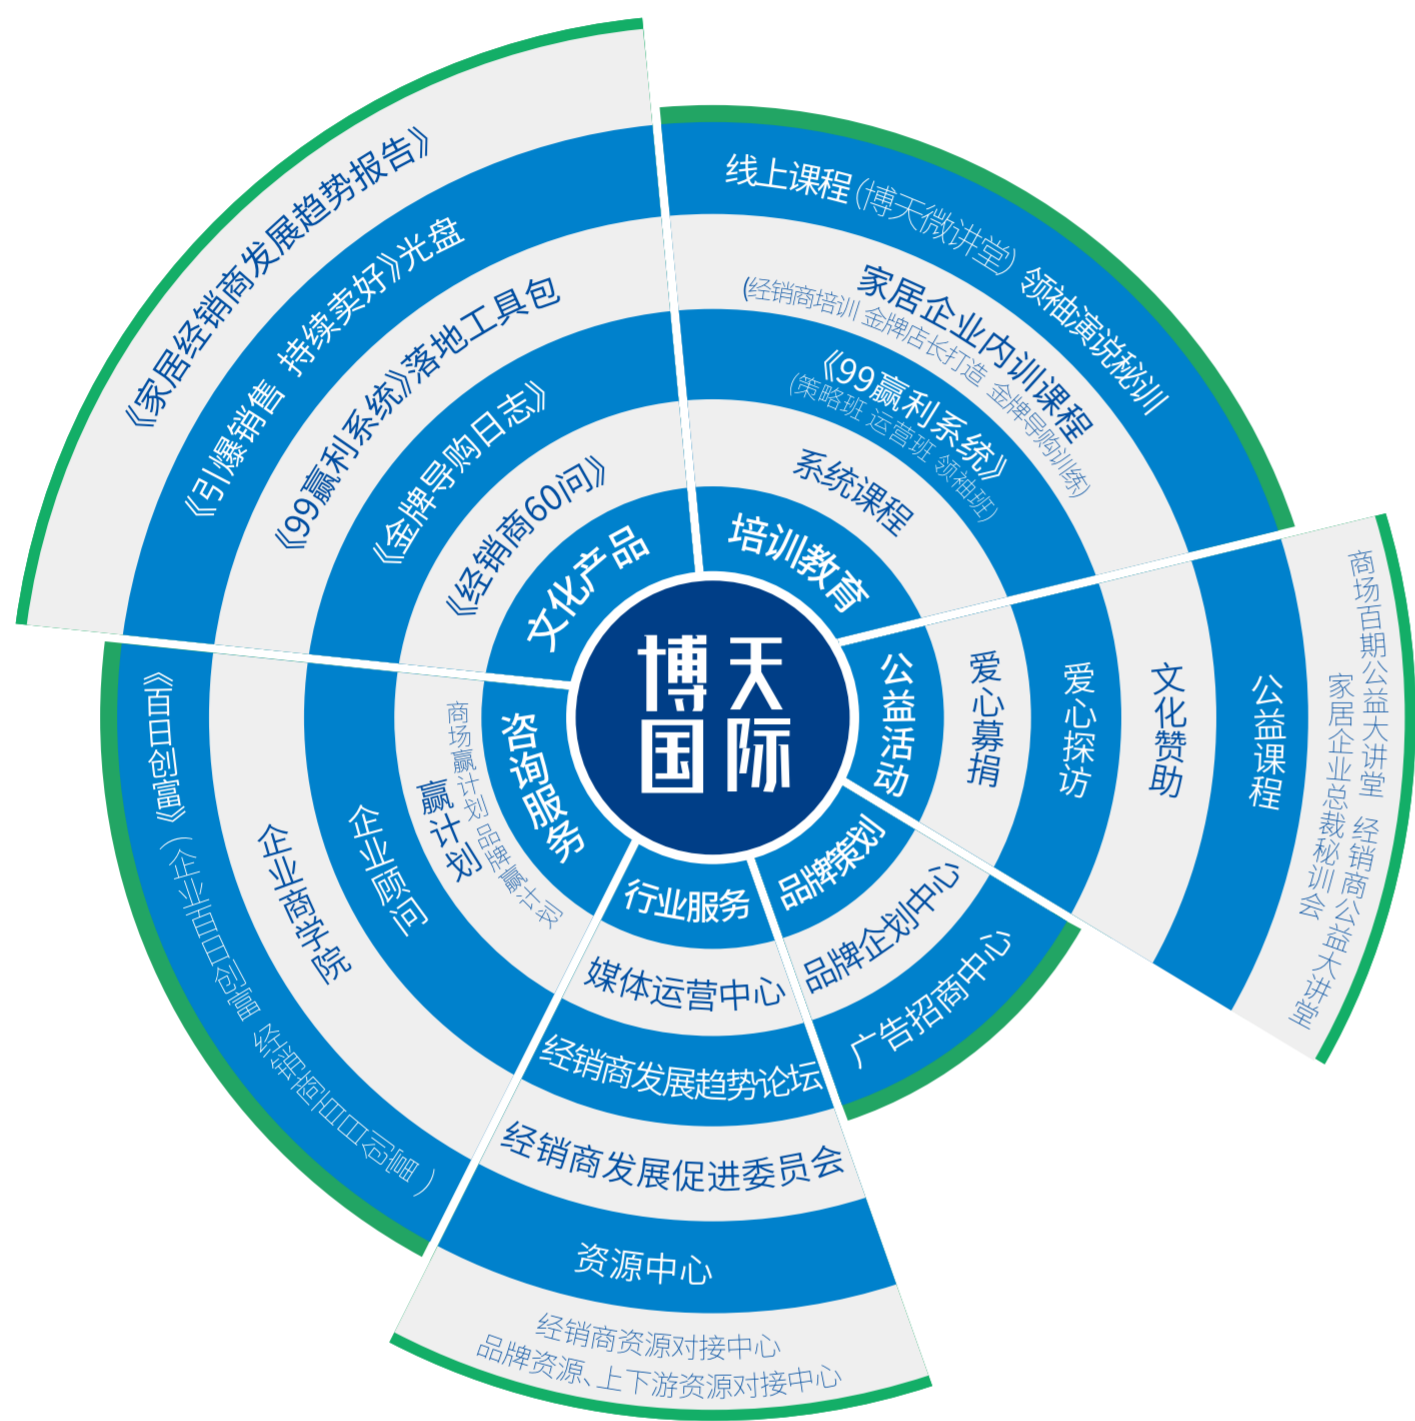 博天
国际
培训教育
系统课程
《99赢利系统》
(策略班 运营班 领袖班)
家居企业内训课程
(经销商培训 金牌店长打造 金牌导购训练)
线上课程(博天微讲堂) 领袖演说秘训
公益活动
爱心募捐
爱心探访
文化赞助
公益课程
商场百期公益大讲堂 经销商公益大讲堂
家居企业总裁秘训会
品牌策划
品牌企划中心
广告招商中心
行业服务
媒体运营中心
经销商发展趋势论坛
经销商发展促进委员会
资源中心
经销商资源对接中心
品牌资源、上下游资源对接中心
咨询服务
商场赢计划 品牌赢计划
赢计划
企业顾问
企业商学院
《百日创富》(企业百日创富 经销商百日创富)
文化产品
《经销商60问》
《金牌导购日志》
《99赢利系统》落地工具包
《引爆销售 持续卖好》光盘
《家居经销商发展趋势报告》